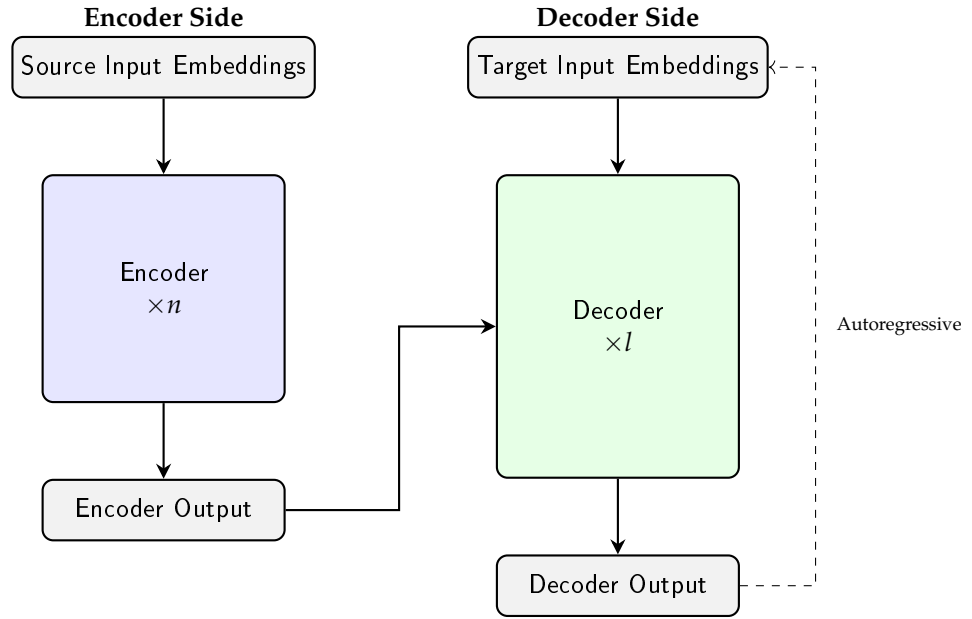 Encoder Side
Source Input Embeddings
Encoder
×n
Encoder Output
Decoder Side
Target Input Embeddings
Decoder
×l
Decoder Output
Autoregressive